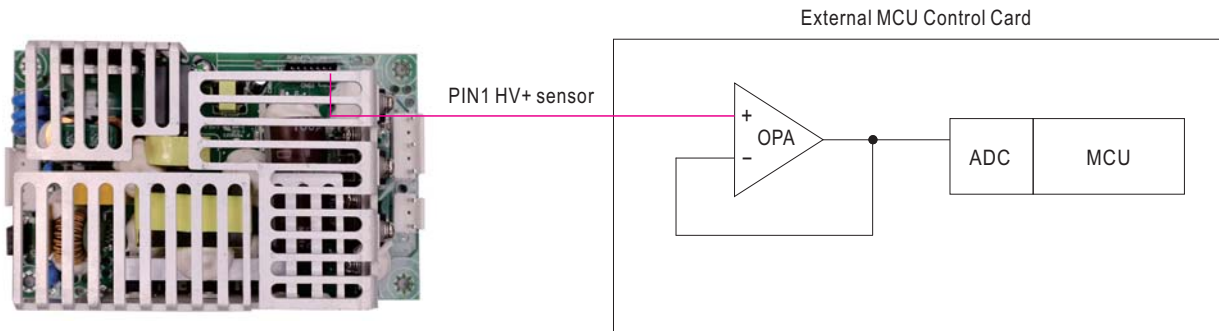 External MCU Control Card
PIN1 HV+ sensor
+
OPA
−
ADC
MCU